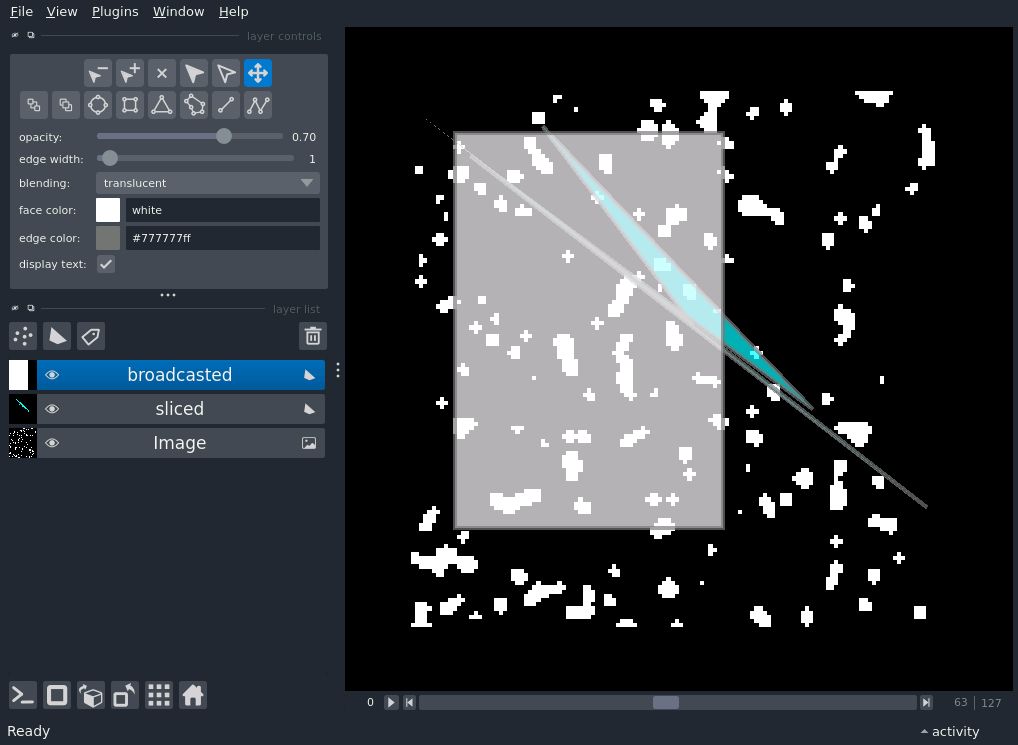 File View Plugins Window Help
layer controls
opacity: 0.70
edge width: 1
blending: translucent
face color: white
edge color: #777777ff
display text:
layer list
broadcasted
sliced
Image
0 63 | 127
Ready activity